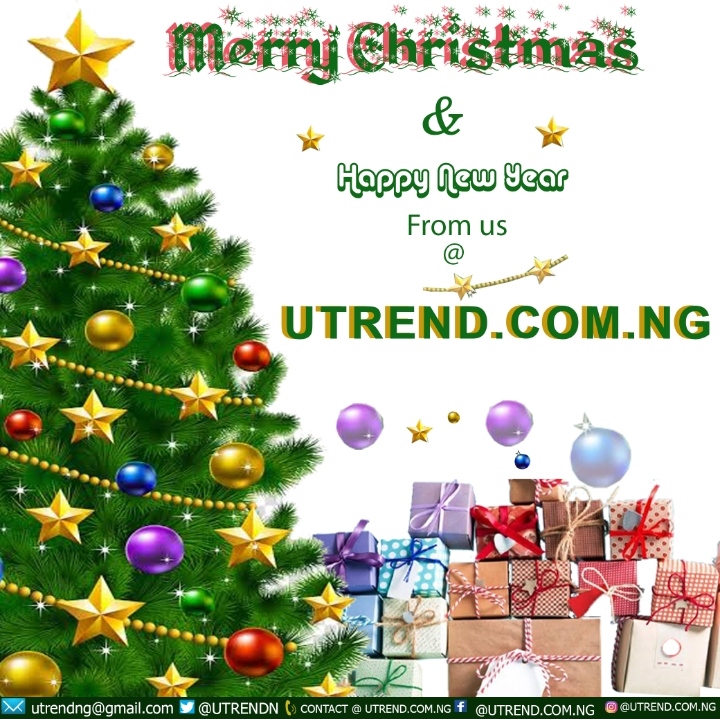 Merry Christmas
&
Happy New Year
From us
@
UTREND.COM.NG
utrendng@gmail.com @UTRENDN CONTACT @ UTREND.COM.NG @UTREND.COM.NG @UTREND.COM.NG